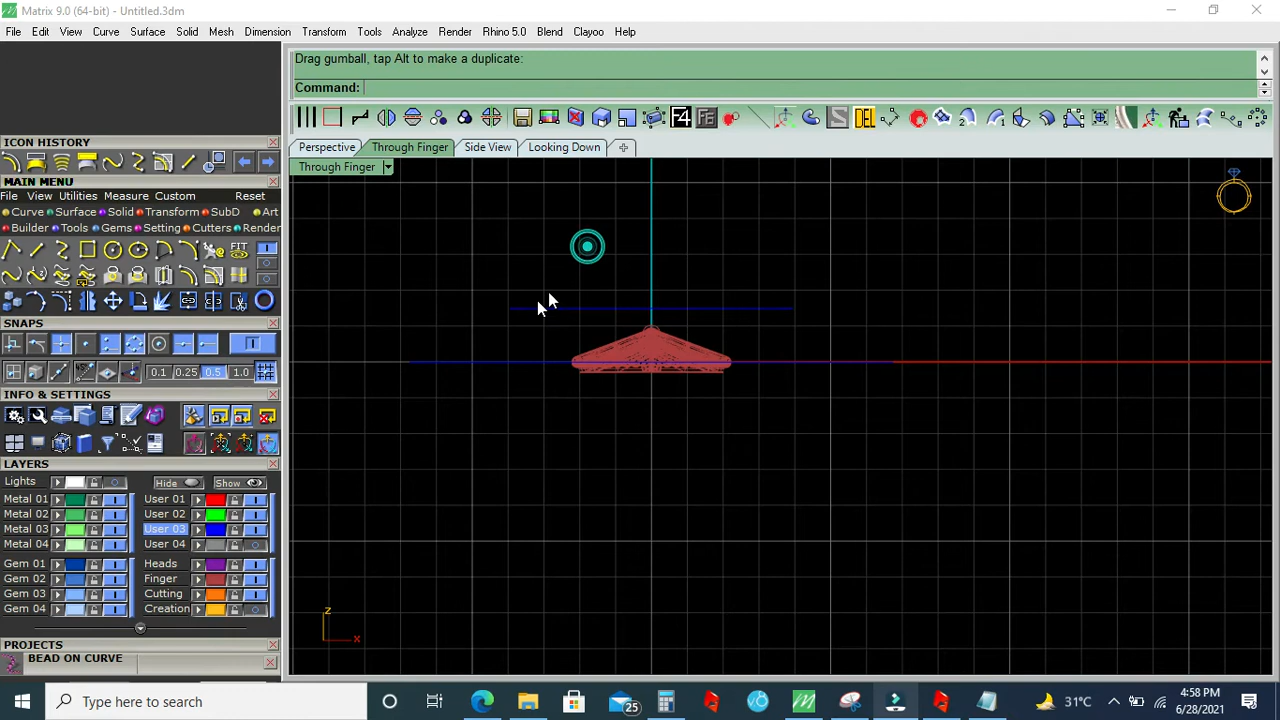 Matrix 9.0 (64-bit) - Untitled.3dm
File Edit View Curve Surface Solid Mesh Dimension Transform Tools Analyze Render Rhino 5.0 Blend Clayoo Help
Drag gumball, tap Alt to make a duplicate:
Command:
F4 F6 S DEL
ICON HISTORY
Perspective Through Finger Side View Looking Down
Through Finger
MAIN MENU
File View Utilities Custom Reset
Curve Surface Solid Transform SubD Art
Builder Tools Gems Setting Cutters Render
FIT
SNAPS
0.1 0.25 0.5 1.0
INFO & SETTINGS
LAYERS
Lights Hide Show
Metal 01 User 01
Metal 02 User 02
Metal 03 User 03
Metal 04 User 04
Gem 01 Heads
Gem 02 Finger
Gem 03 Cutting
Gem 04 Creation
z
x
PROJECTS
BEAD ON CURVE
Type here to search
25
31°C
4:58 PM
6/28/2021